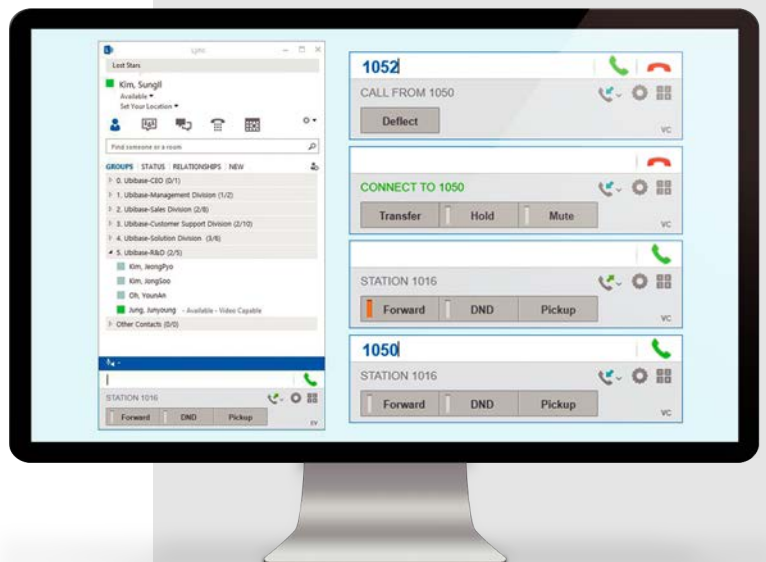 Lync
Lost Stars
Kim, SungIl
Available
Set Your Location
Find someone or a room
GROUPS STATUS RELATIONSHIPS NEW
0. Ubibase-CEO (0/1)
1. Ubibase-Management Division (1/2)
2. Ubibase-Sales Division (2/8)
3. Ubibase-Customer Support Division (2/10)
4. Ubibase-Solution Division (3/6)
5. Ubibase-R&D (2/5)
Kim, JeongPyo
Kim, JongSoo
Oh, YounAn
Jung, Junyoung - Available - Video Capable
Other Contacts (0/0)
STATION 1016
Forward DND Pickup
EV
1052
CALL FROM 1050
Deflect
VC
CONNECT TO 1050
Transfer Hold Mute
VC
STATION 1016
Forward DND Pickup
VC
1050
STATION 1016
Forward DND Pickup
VC